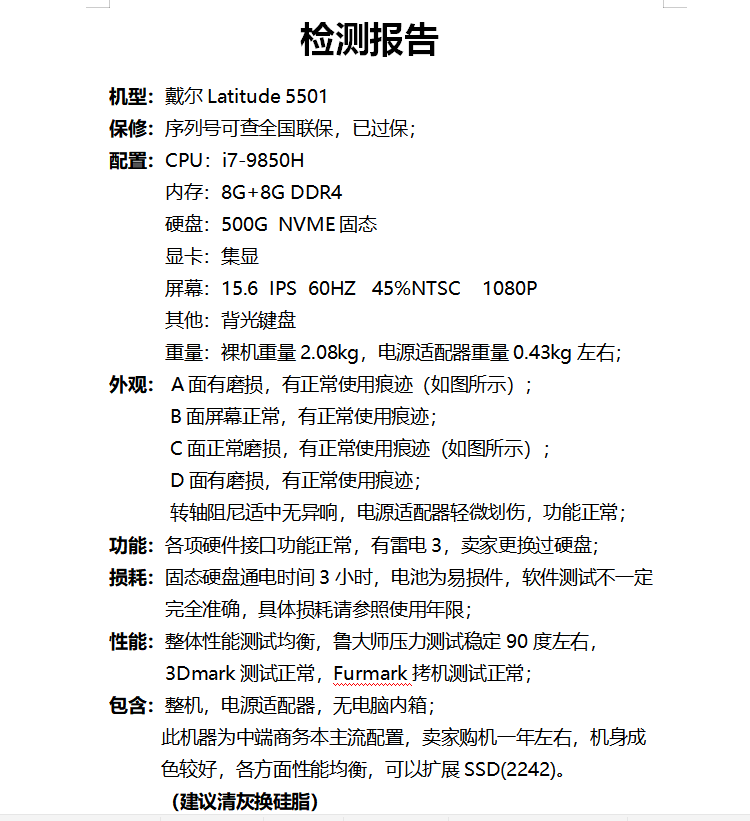 检测报告
机型：戴尔 Latitude 5501
保修：序列号可查全国联保，已过保；
配置：CPU：i7-9850H
内存：8G+8G DDR4
硬盘：500G NVME 固态
显卡：集显
屏幕：15.6 IPS 60HZ 45%NTSC 1080P
其他：背光键盘
重量：裸机重量 2.08kg，电源适配器重量 0.43kg 左右；
外观：A 面有磨损，有正常使用痕迹（如图所示）；
B 面屏幕正常，有正常使用痕迹；
C 面正常磨损，有正常使用痕迹（如图所示）；
D 面有磨损，有正常使用痕迹；
转轴阻尼适中无异响，电源适配器轻微划伤，功能正常；
功能：各项硬件接口功能正常，有雷电 3，卖家更换过硬盘；
损耗：固态硬盘通电时间 3 小时，电池为易损件，软件测试不一定
完全准确，具体损耗请参照使用年限；
性能：整体性能测试均衡，鲁大师压力测试稳定 90 度左右，
3Dmark 测试正常，Furmark 拷机测试正常；
包含：整机，电源适配器，无电脑内箱；
此机器为中端商务本主流配置，卖家购机一年左右，机身成
色较好，各方面性能均衡，可以扩展 SSD(2242)。
（建议清灰换硅脂）